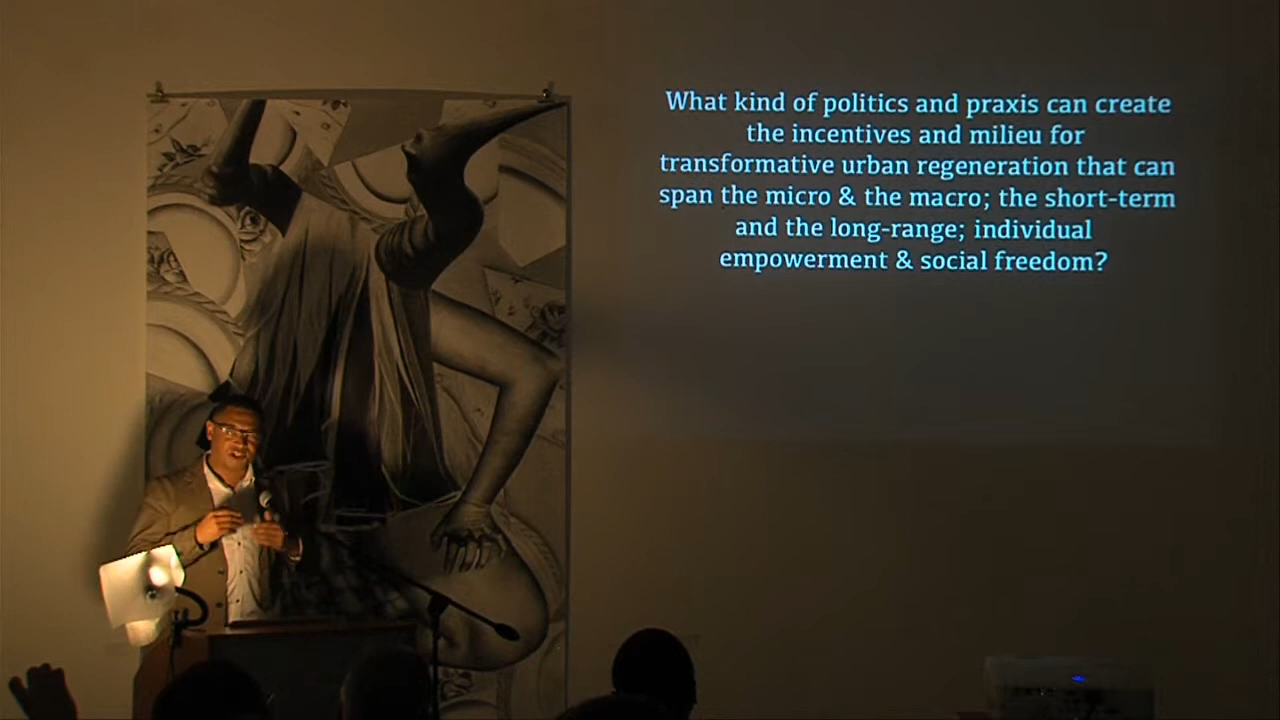 What kind of politics and praxis can create
the incentives and milieu for
transformative urban regeneration that can
span the micro & the macro; the short-term
and the long-range; individual
empowerment & social freedom?